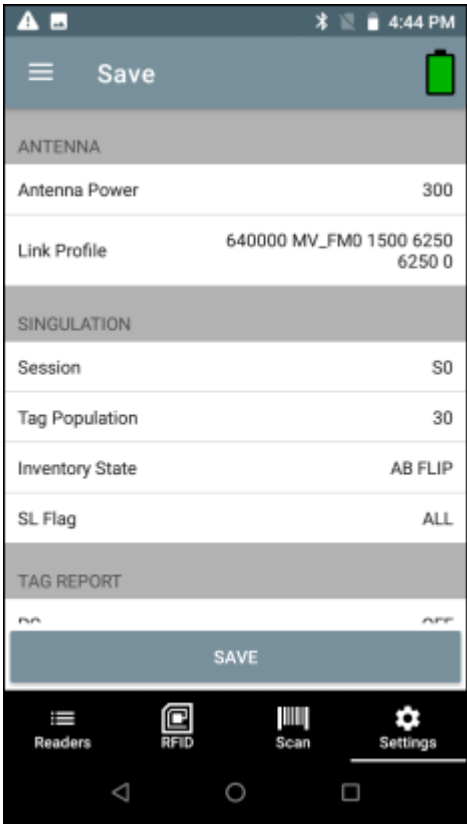 4:44 PM
Save
ANTENNA
Antenna Power 300
Link Profile 640000 MV_FM0 1500 6250
6250 0
SINGULATION
Session S0
Tag Population 30
Inventory State AB FLIP
SL Flag ALL
TAG REPORT
SAVE
Readers RFID Scan Settings